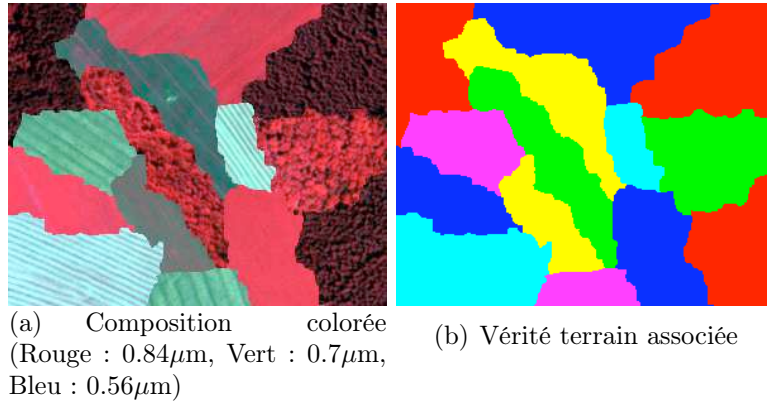 (a) Composition colorée
(Rouge : 0.84µm, Vert : 0.7µm,
Bleu : 0.56µm)
(b) Vérité terrain associée